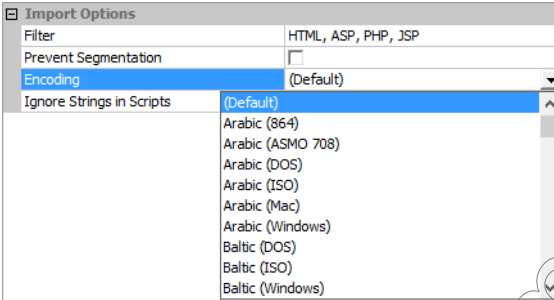 Import Options
Filter HTML, ASP, PHP, JSP
Prevent Segmentation
Encoding (Default)
Ignore Strings in Scripts
(Default)
Arabic (864)
Arabic (ASMO 708)
Arabic (DOS)
Arabic (ISO)
Arabic (Mac)
Arabic (Windows)
Baltic (DOS)
Baltic (ISO)
Baltic (Windows)